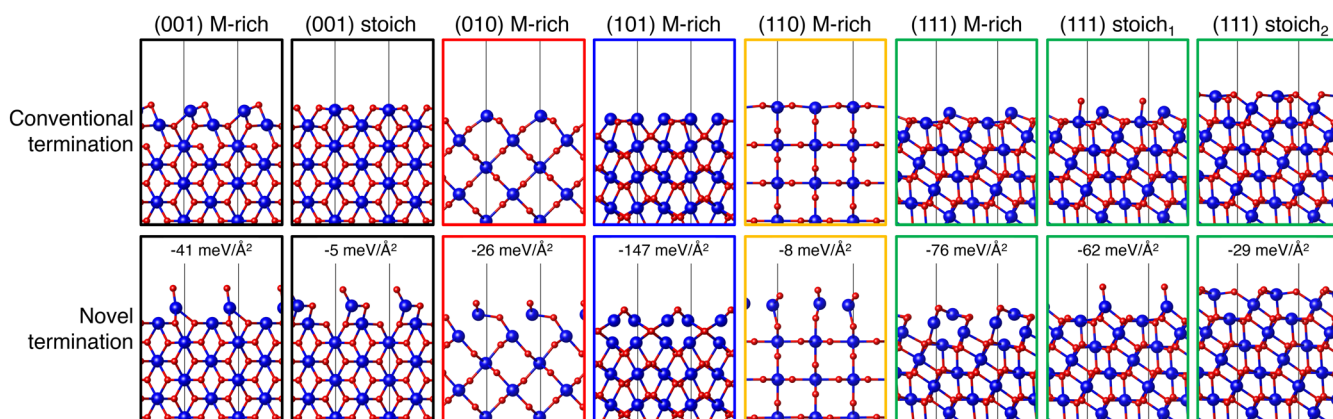 (001) M-rich
(001) stoich
(010) M-rich
(101) M-rich
(110) M-rich
(111) M-rich
(111) stoich₁
(111) stoich₂
Conventional
termination
-41 meV/Å²
-5 meV/Å²
-26 meV/Å²
-147 meV/Å²
-8 meV/Å²
-76 meV/Å²
-62 meV/Å²
-29 meV/Å²
Novel
termination